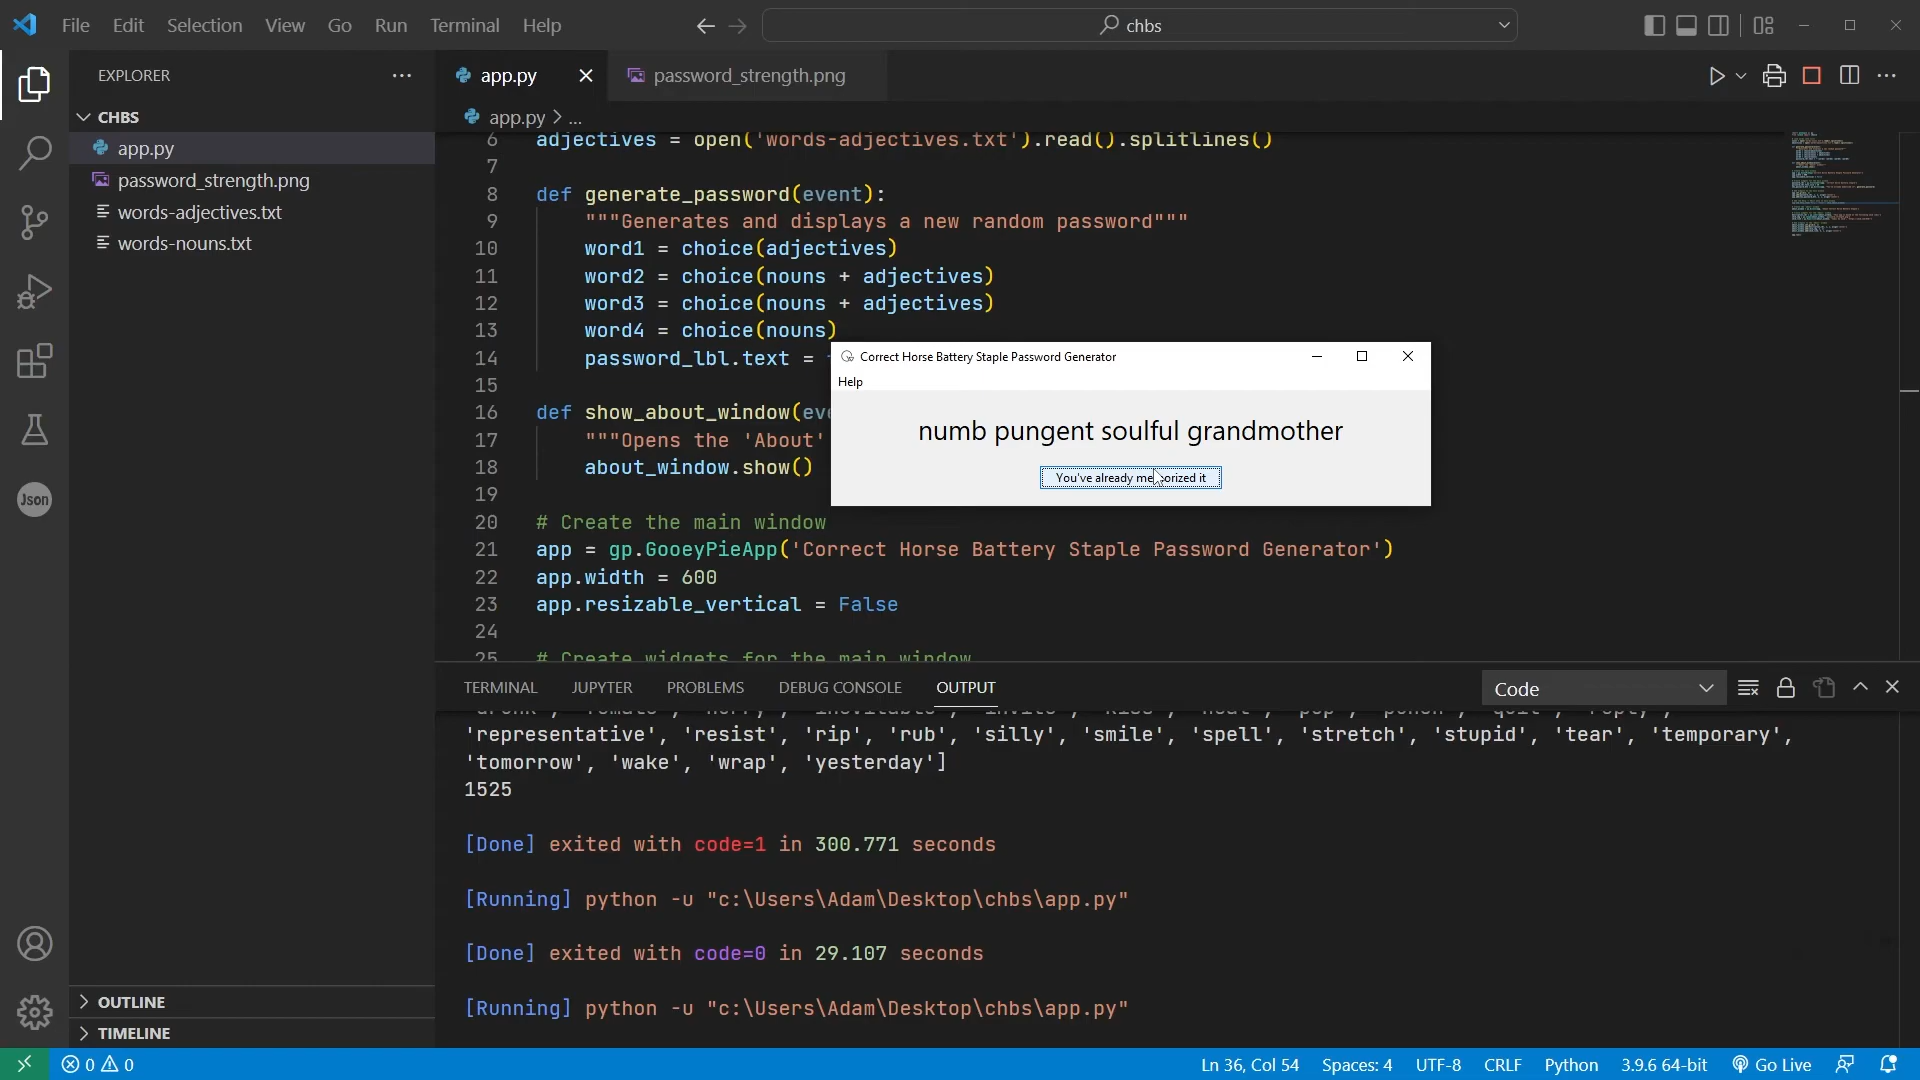 File Edit Selection View Go Run Terminal Help
chbs
EXPLORER
app.py
password_strength.png
CHBS
app.py
password_strength.png
words-adjectives.txt
words-nouns.txt
app.py > ...
6 adjectives = open('words-adjectives.txt').read().splitlines()
7
8 def generate_password(event):
9 """Generates and displays a new random password"""
10 word1 = choice(adjectives)
11 word2 = choice(nouns + adjectives)
12 word3 = choice(nouns + adjectives)
13 word4 = choice(nouns)
14 password_lbl.text =
15
16 def show_about_window(eve
17 """Opens the 'About'
18 about_window.show()
19
20 # Create the main window
21 app = gp.GooeyPieApp('Correct Horse Battery Staple Password Generator')
22 app.width = 600
23 app.resizable_vertical = False
24
25 # Create widgets for the main window
Correct Horse Battery Staple Password Generator
Help
numb pungent soulful grandmother
You've already memorized it
TERMINAL JUPYTER PROBLEMS DEBUG CONSOLE OUTPUT
Code
'representative', 'resist', 'rip', 'rub', 'silly', 'smile', 'spell', 'stretch', 'stupid', 'tear', 'temporary',
'tomorrow', 'wake', 'wrap', 'yesterday']
1525
[Done] exited with code=1 in 300.771 seconds
[Running] python -u "c:\Users\Adam\Desktop\chbs\app.py"
[Done] exited with code=0 in 29.107 seconds
[Running] python -u "c:\Users\Adam\Desktop\chbs\app.py"
Json
OUTLINE
TIMELINE
0 0
Ln 36, Col 54 Spaces: 4 UTF-8 CRLF Python 3.9.6 64-bit Go Live